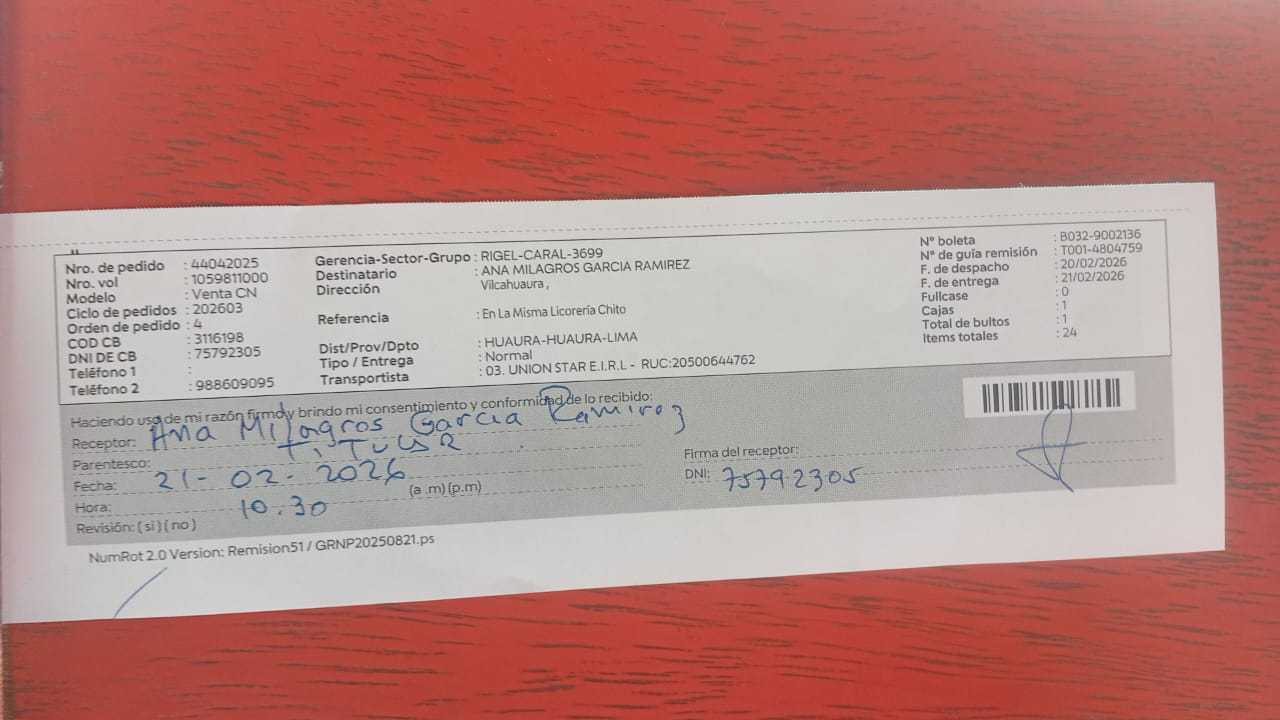 Nro. de pedido : 44042025
Nro. vol : 1059811000
Modelo : Venta CN
Ciclo de pedidos : 202603
Orden de pedido : 4
COD CB : 3116198
DNI DE CB : 75792305
Teléfono 1 :
Teléfono 2 : 988609095
Gerencia-Sector-Grupo : RIGEL-CARAL-3699
Destinatario : ANA MILAGROS GARCIA RAMIREZ
Dirección Vilcahuaura ,
Referencia : En La Misma Licorería Chito
Dist/Prov/Dpto : HUAURA-HUAURA-LIMA
Tipo / Entrega : Normal
Transportista : 03. UNION STAR E.I.R.L - RUC:20500644762
N° boleta : B032-9002136
N° de guía remisión : T001-4804759
F. de despacho : 20/02/2026
F. de entrega : 21/02/2026
Fullcase : 0
Cajas : 1
Total de bultos : 1
Items totales : 24
Haciendo uso de mi razón firmo y brindo mi consentimiento y conformidad de lo recibido:
Receptor: Ana Milagros Garcia Ramirez
Parentesco:
Fecha: 21-02-2026
Hora: 10.30 (a .m) (p.m)
Revisión: ( si ) ( no )
Firma del receptor:
DNI: 75792305
NumRot 2.0 Version: Remision51 / GRNP20250821.ps